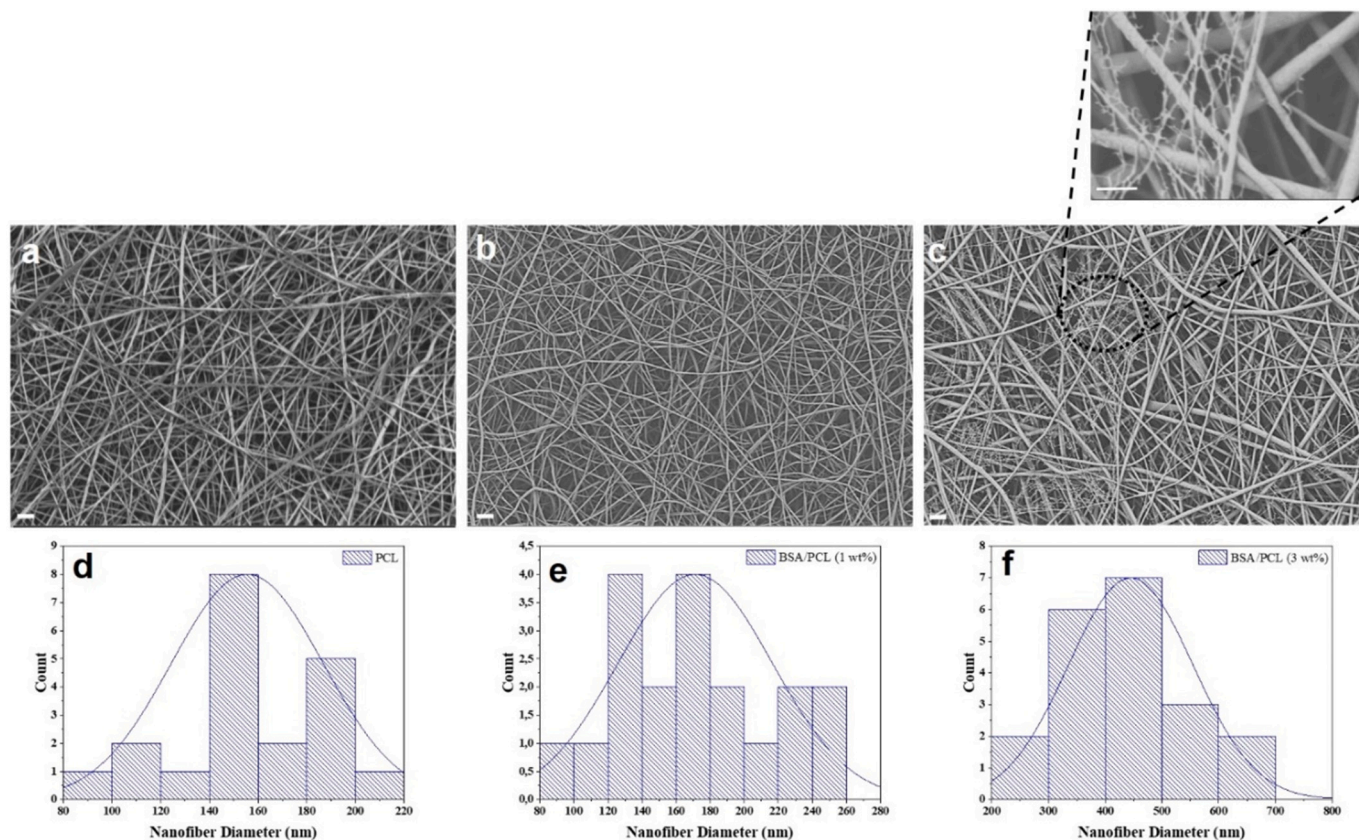 a
b
c
d
PCL
9
8
7
6
5
4
3
2
1
0
Count
80 100 120 140 160 180 200 220
Nanofiber Diameter (nm)
e
BSA/PCL (1 wt%)
4,5
4,0
3,5
3,0
2,5
2,0
1,5
1,0
0,5
0,0
Count
80 100 120 140 160 180 200 220 240 260 280
Nanofiber Diameter (nm)
f
BSA/PCL (3 wt%)
8
7
6
5
4
3
2
1
0
Count
200 300 400 500 600 700 800
Nanofiber Diameter (nm)